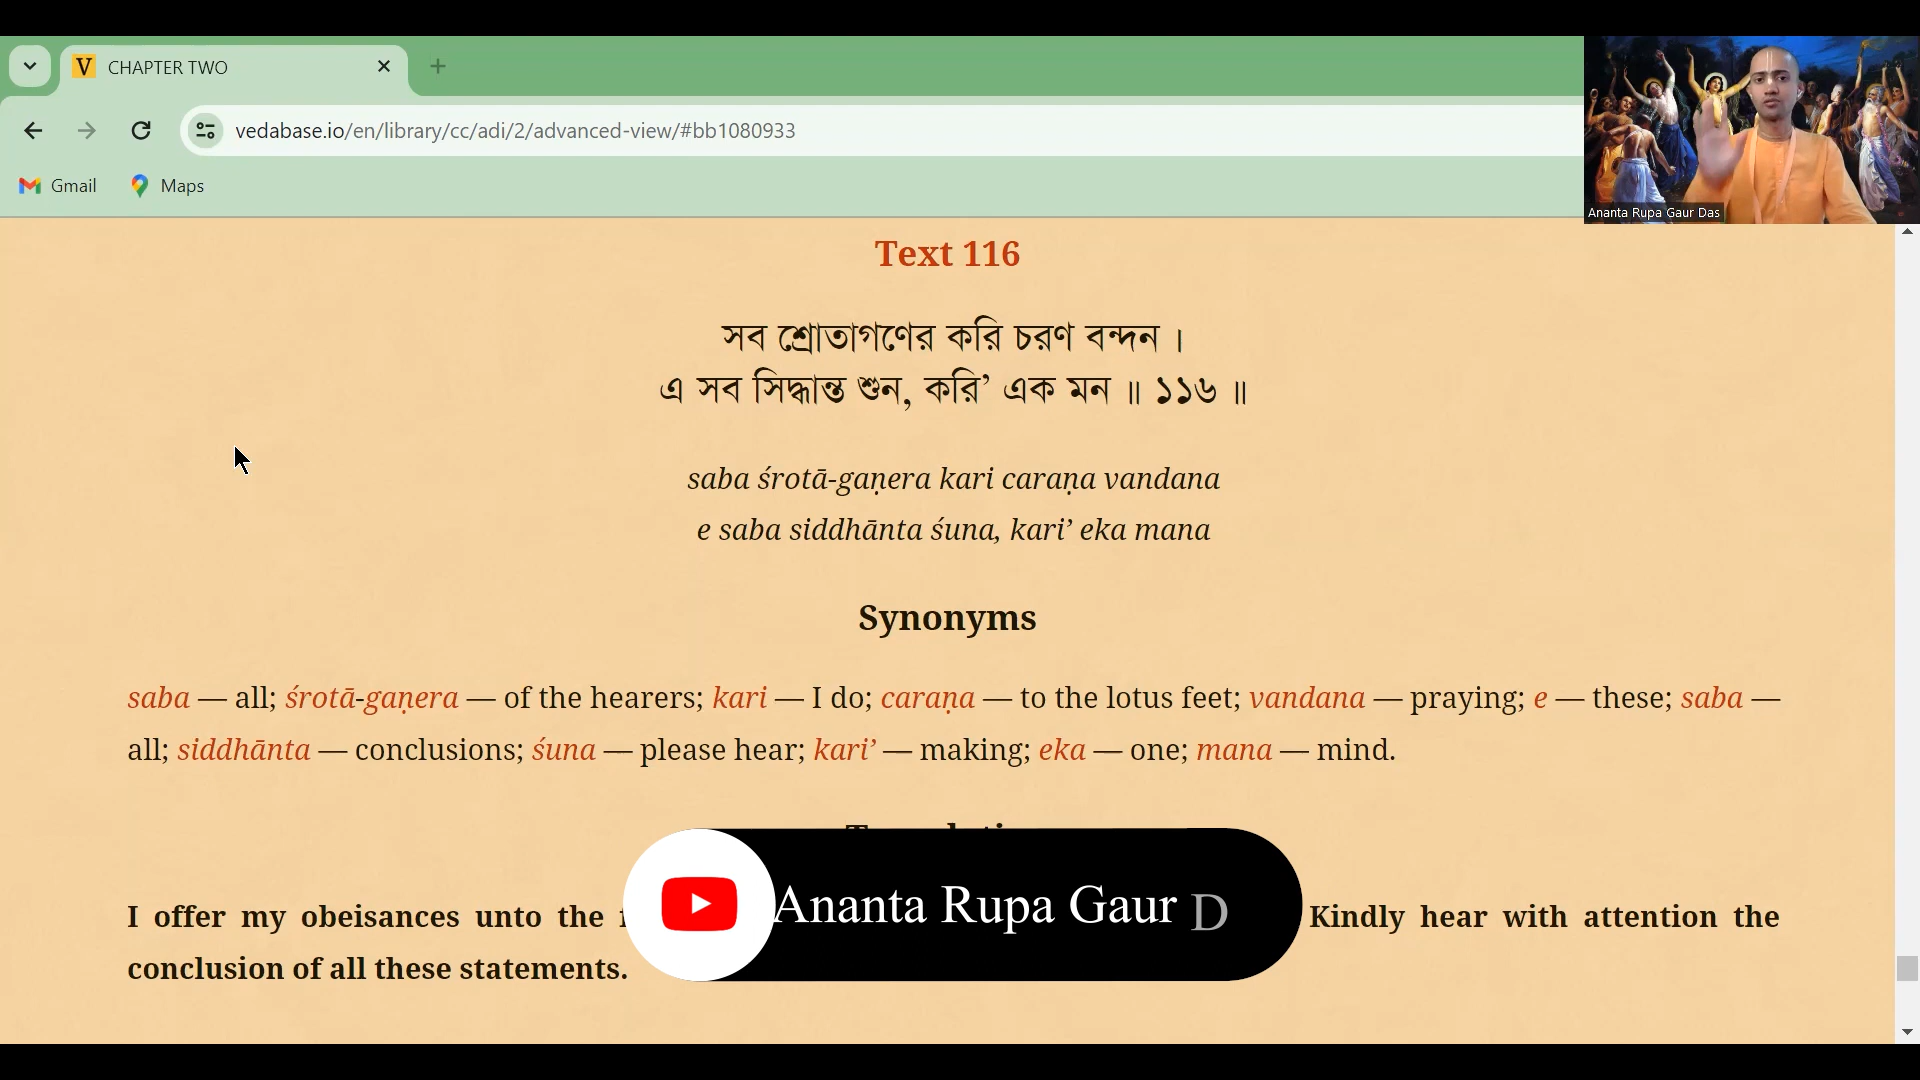 CHAPTER TWO
vedabase.io/en/library/cc/adi/2/advanced-view/#bb1080933
Gmail Maps
Ananta Rupa Gaur Das
Text 116
সব শ্রোতাগণের করি চরণ বন্দন ।
এ সব সিদ্ধান্ত শুন, করি’ এক মন ॥ ১১৬ ॥
saba śrotā-gaṇera kari caraṇa vandana
e saba siddhānta śuna, kari’ eka mana
Synonyms
saba — all; śrotā-gaṇera — of the hearers; kari — I do; caraṇa — to the lotus feet; vandana — praying; e — these; saba —
all; siddhānta — conclusions; śuna — please hear; kari’ — making; eka — one; mana — mind.
I offer my obeisances unto the Kindly hear with attention the
conclusion of all these statements.
Ananta Rupa Gaur D